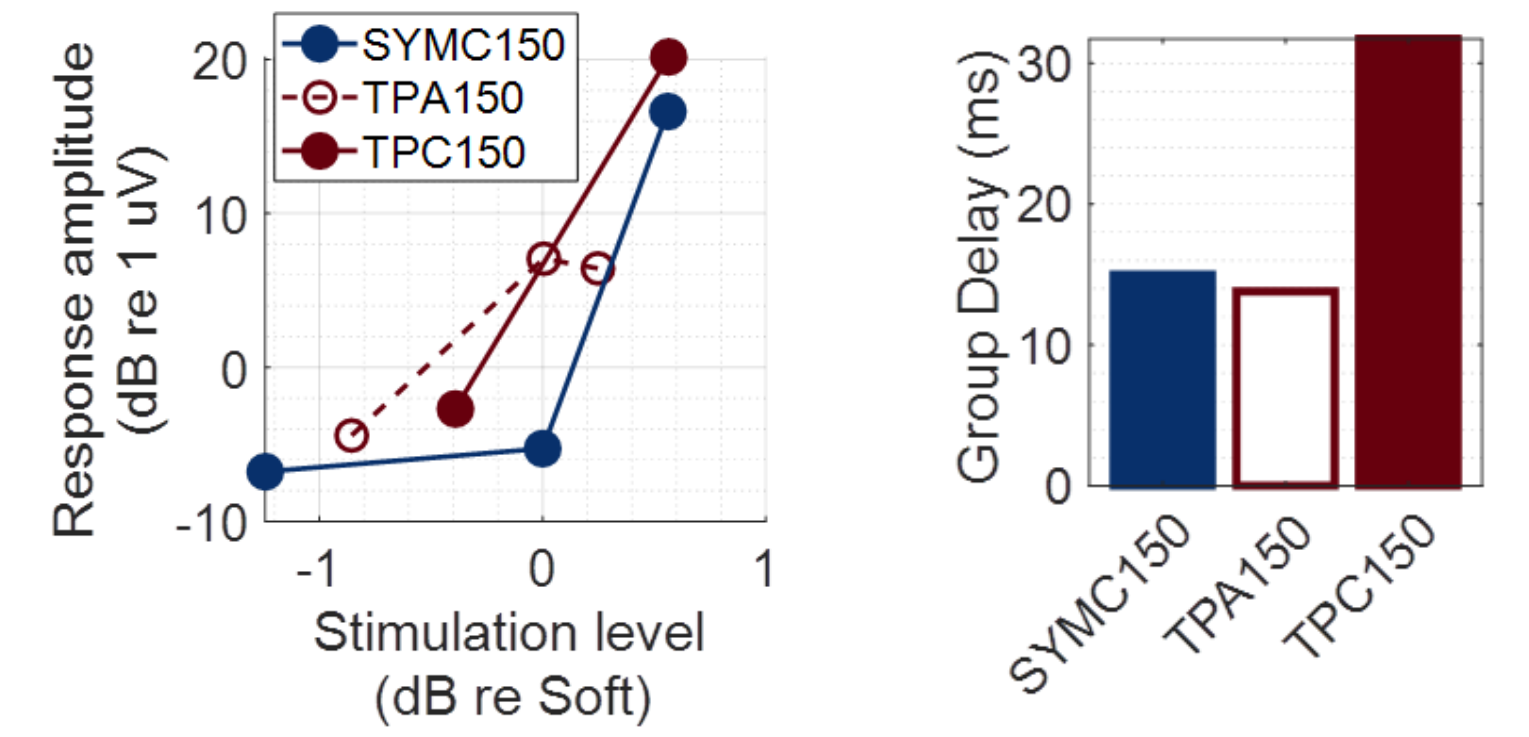 Response amplitude
(dB re 1 uV)
20
10
0
-10
SYMC150
TPA150
TPC150
-1
0
1
Stimulation level
(dB re Soft)
Group Delay (ms)
30
20
10
0
SYMC150
TPA150
TPC150